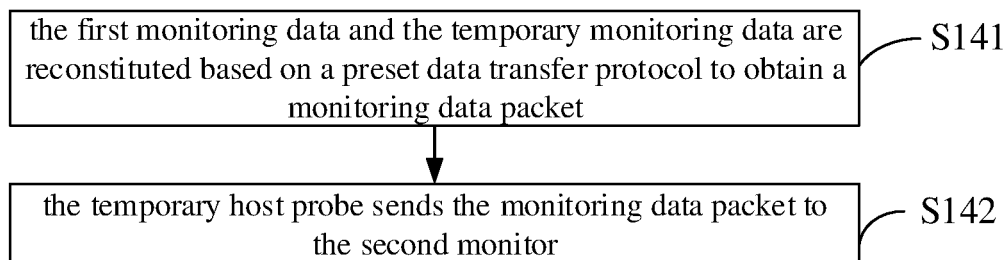 the first monitoring data and the temporary monitoring data are
reconstituted based on a preset data transfer protocol to obtain a
monitoring data packet
S141
the temporary host probe sends the monitoring data packet to
the second monitor
S142